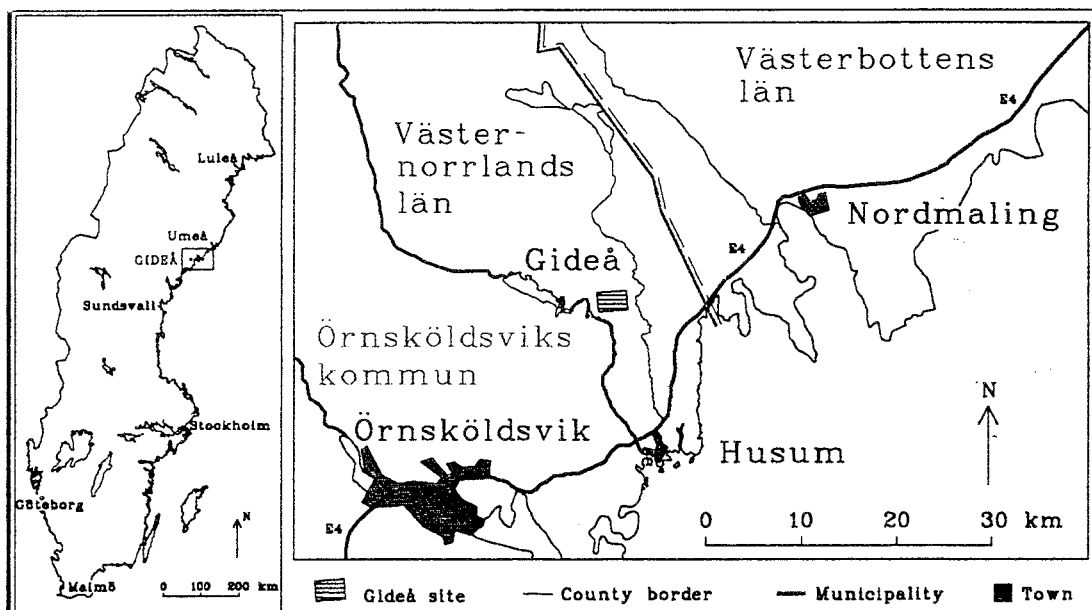 Luleå
Umeå
GIDEÅ
Sundsvall
Stockholm
Göteborg
Malmö
N
0 100 200 km
Västerbottens
län
E4
Väster-
norrlands
län
Nordmaling
E4
Gideå
Örnsköldsviks
kommun
Örnsköldsvik
N
Husum
E4
0 10 20 30 km
Gideå site
County border
Municipality
Town